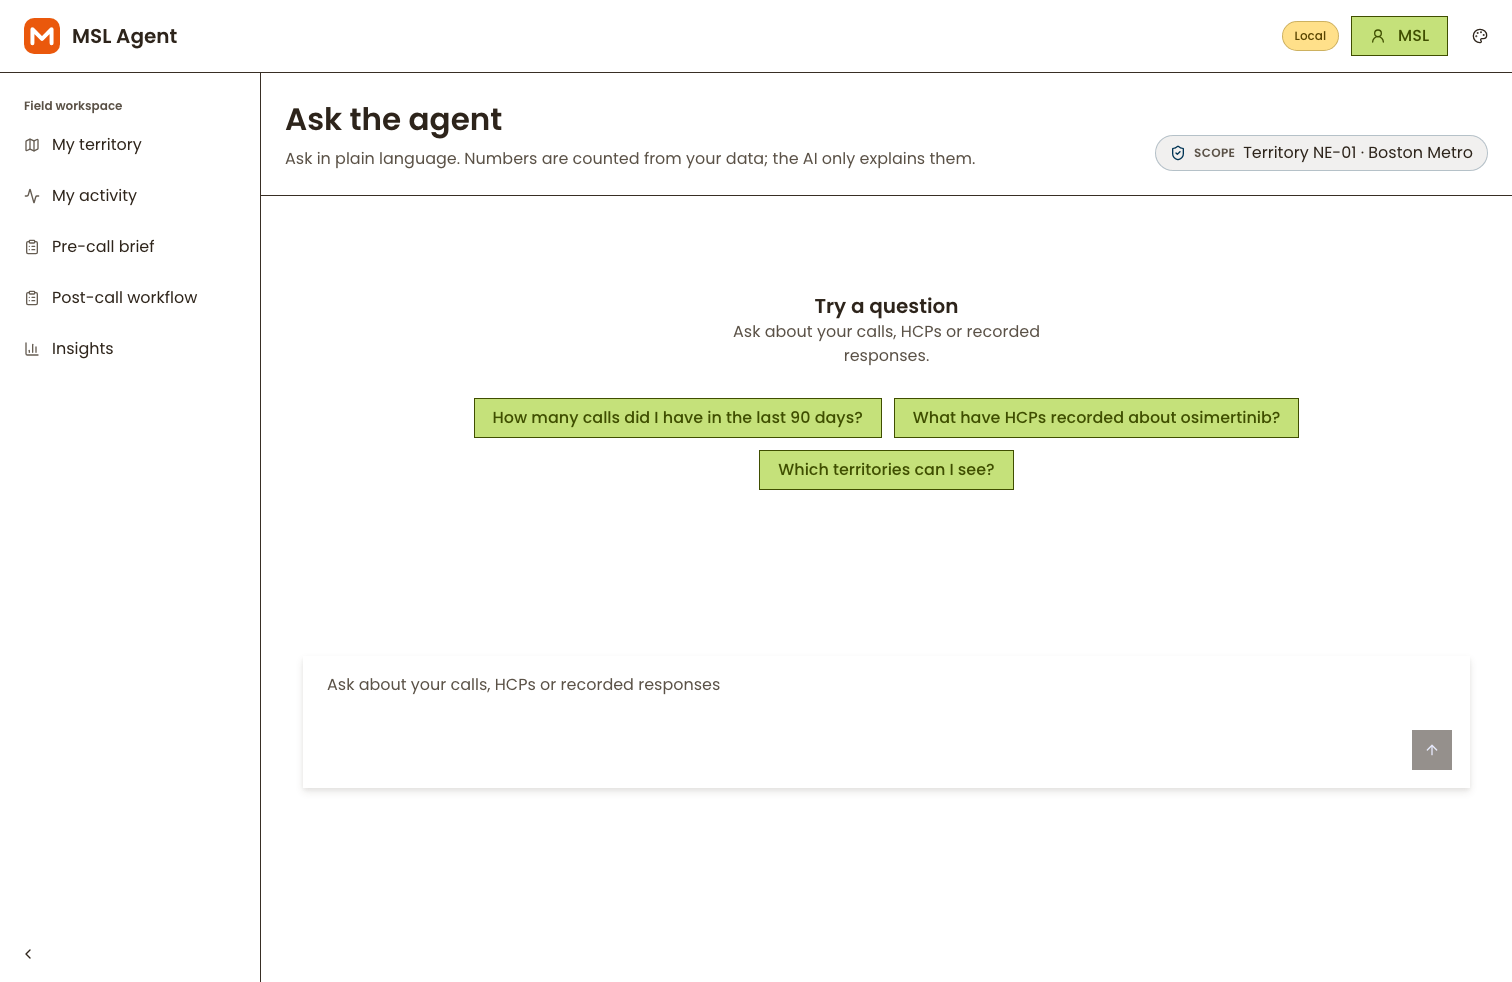 MSL Agent
Local
MSL
Field workspace
My territory
My activity
Pre-call brief
Post-call workflow
Insights
Ask the agent
Ask in plain language. Numbers are counted from your data; the AI only explains them.
SCOPE Territory NE-01 · Boston Metro
Try a question
Ask about your calls, HCPs or recorded
responses.
How many calls did I have in the last 90 days?
What have HCPs recorded about osimertinib?
Which territories can I see?
Ask about your calls, HCPs or recorded responses